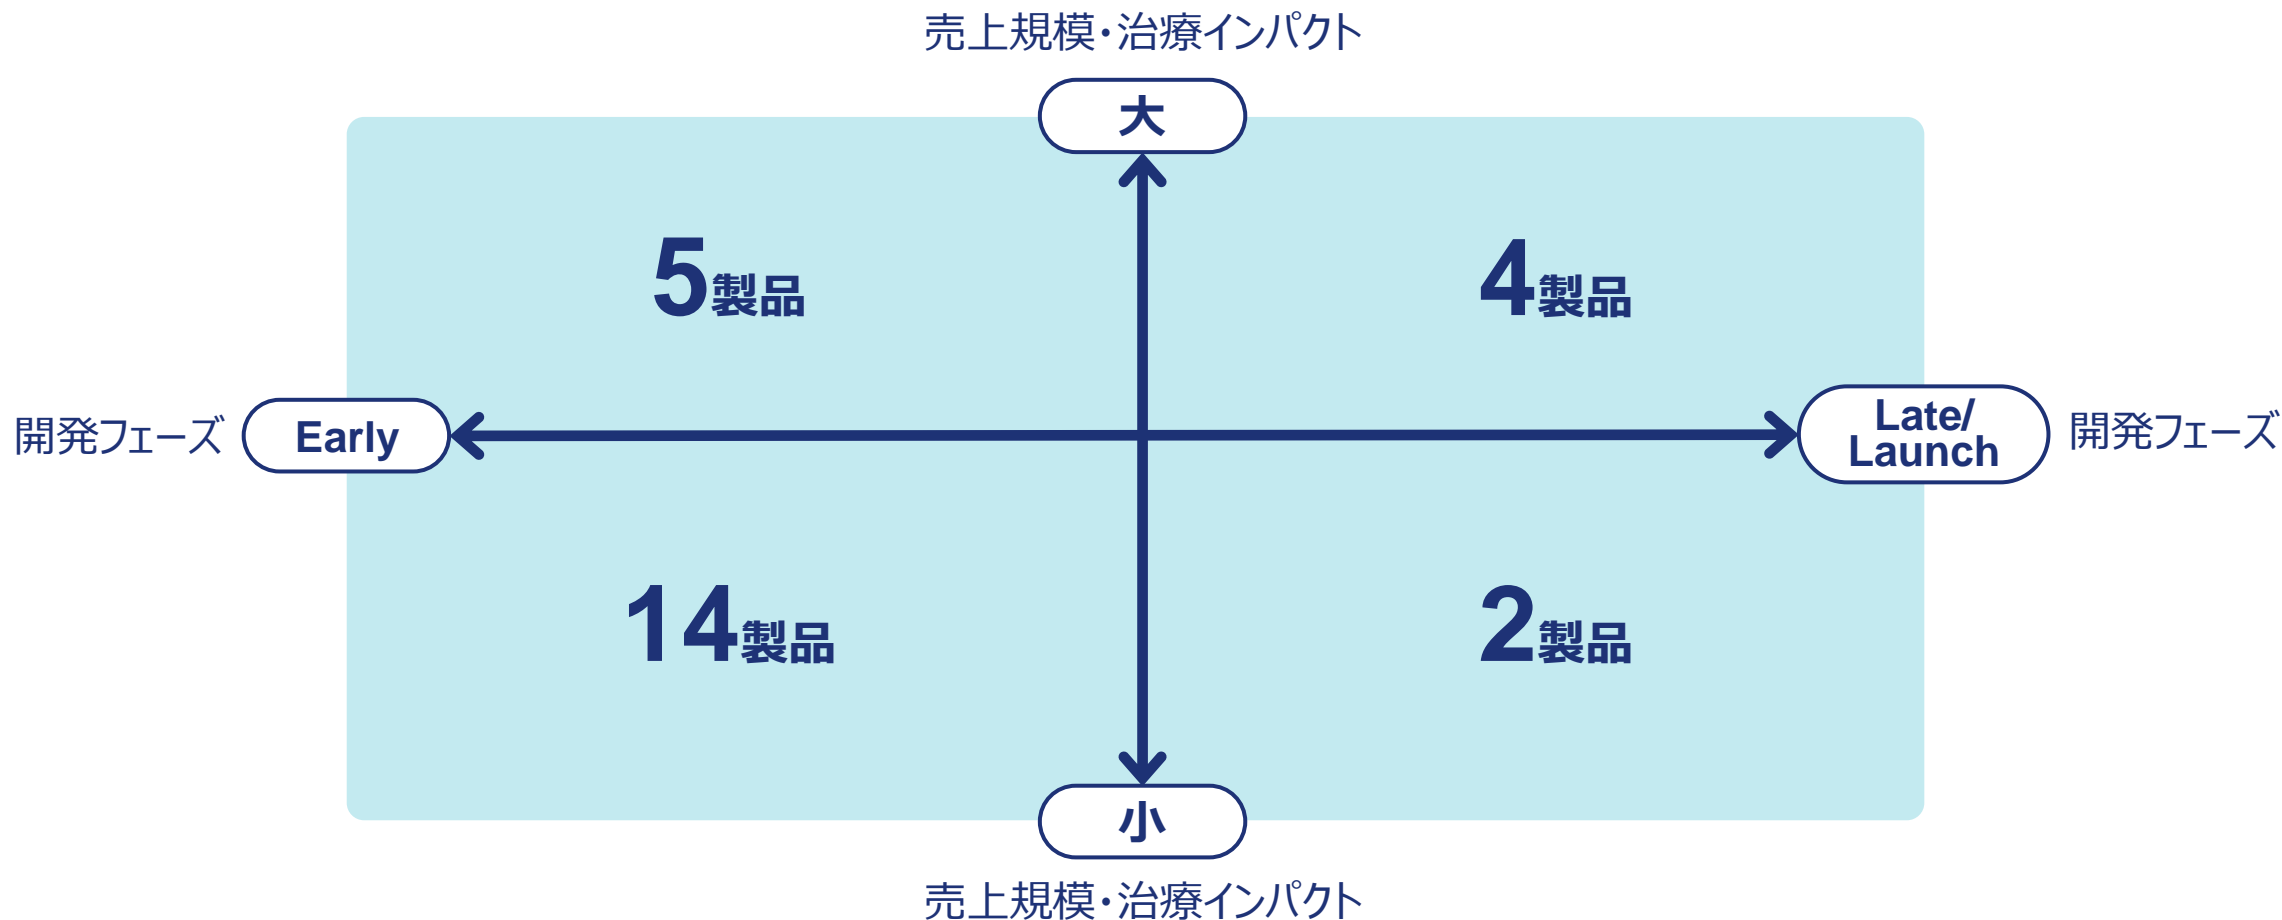 売上規模・治療インパクト
大
5製品
4製品
開発フェーズ
Early
Late/
Launch
開発フェーズ
14製品
2製品
小
売上規模・治療インパクト